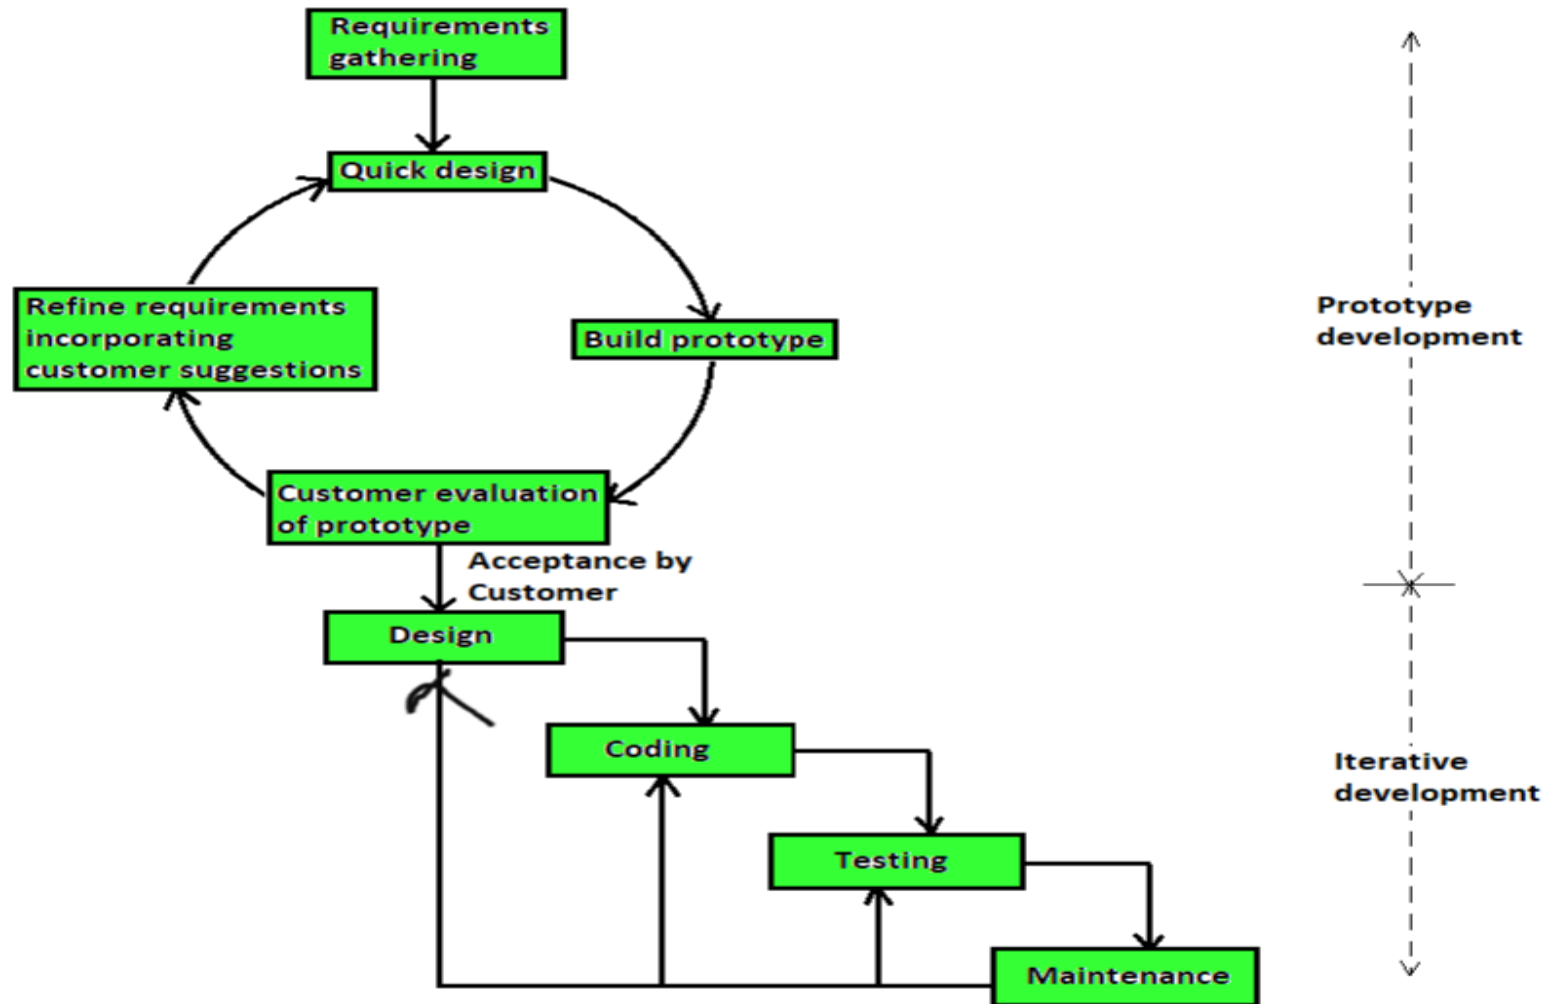 Requirements
gathering
Quick design
Refine requirements
incorporating
customer suggestions
Build prototype
Prototype
development
Customer evaluation
of prototype
Acceptance by
Customer
Design
Coding
Iterative
development
Testing
Maintenance